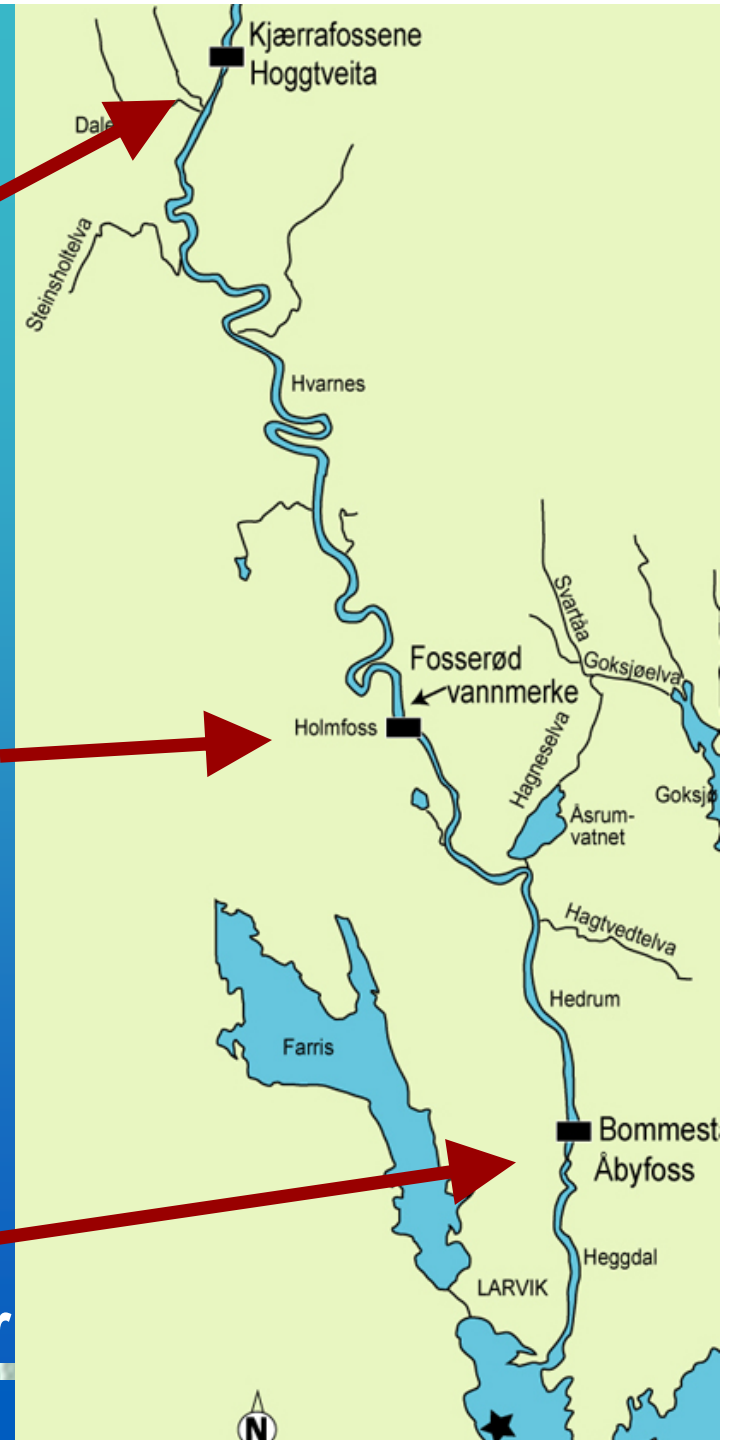 Kjærrafossene
Hoggtveita
Steinsholtelva
Hvarnes
Svartåa
Fosserød
vannmerke
Goksjøelva
Holmfoss
Hagneselva
Åsrum-
vatnet
Hagtvedtelva
Hedrum
Farris
Åbyfoss
Heggdal
LARVIK
N